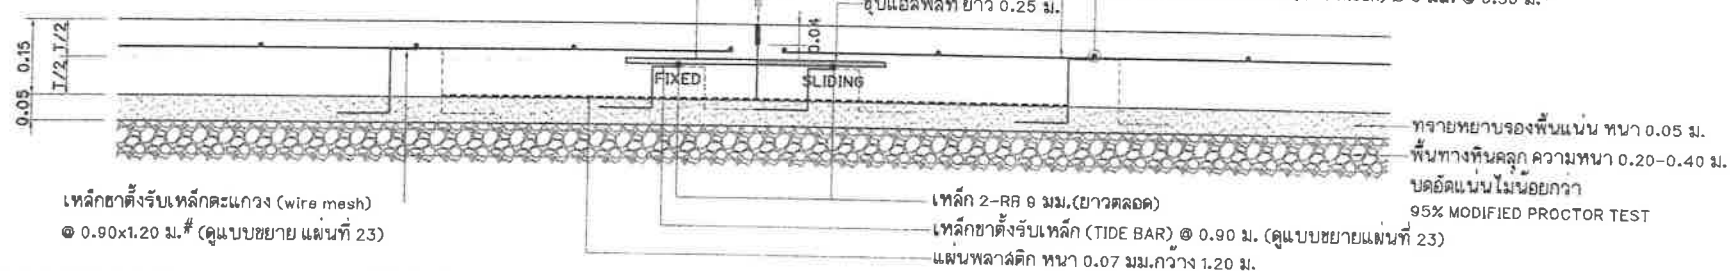 ชุบแอสฟัลท์ ยาว 0.25 ม.
0.15
0.05
T/2
T/2
0.04
FIXED
SLIDING
ทรายหยาบรองพื้นแน่น หนา 0.05 ม.
พื้นทางหินคลุก ความหนา 0.20-0.40 ม.
บดอัดแน่นไม่น้อยกว่า
95% MODIFIED PROCTOR TEST
เหล็กขาตั้งรับเหล็กตะแกรง (wire mesh)
@ 0.90x1.20 ม.# (ดูแบบขยาย แผ่นที่ 23)
เหล็ก 2-RB 9 มม.(ยาวตลอด)
เหล็กขาตั้งรับเหล็ก (TIDE BAR) @ 0.90 ม. (ดูแบบขยายแผ่นที่ 23)
แผ่นพลาสติก หนา 0.07 มม.กว้าง 1.20 ม.